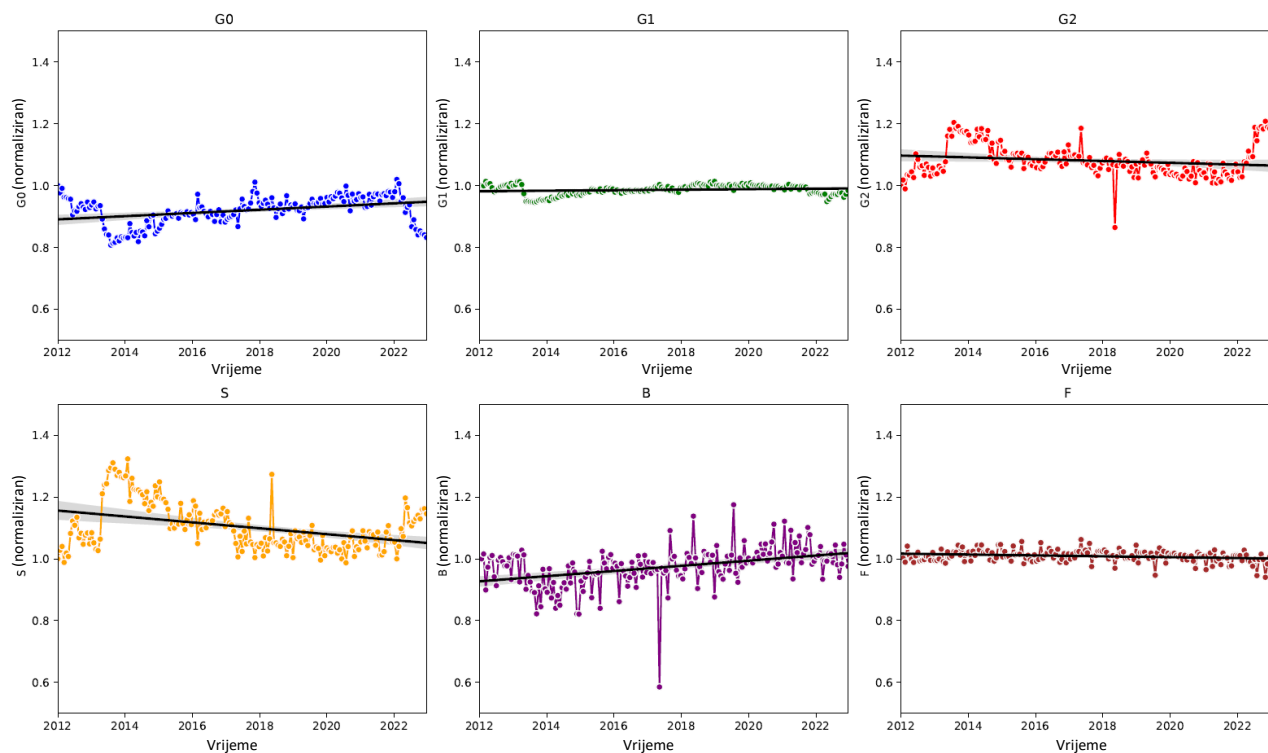 G0
G0 (normaliziran)
1.4
1.2
1.0
0.8
0.6
2012 2014 2016 2018 2020 2022
Vrijeme
G1
G1 (normaliziran)
1.4
1.2
1.0
0.8
0.6
2012 2014 2016 2018 2020 2022
Vrijeme
G2
G2 (normaliziran)
1.4
1.2
1.0
0.8
0.6
2012 2014 2016 2018 2020 2022
Vrijeme
S
S (normaliziran)
1.4
1.2
1.0
0.8
0.6
2012 2014 2016 2018 2020 2022
Vrijeme
B
B (normaliziran)
1.4
1.2
1.0
0.8
0.6
2012 2014 2016 2018 2020 2022
Vrijeme
F
F (normaliziran)
1.4
1.2
1.0
0.8
0.6
2012 2014 2016 2018 2020 2022
Vrijeme